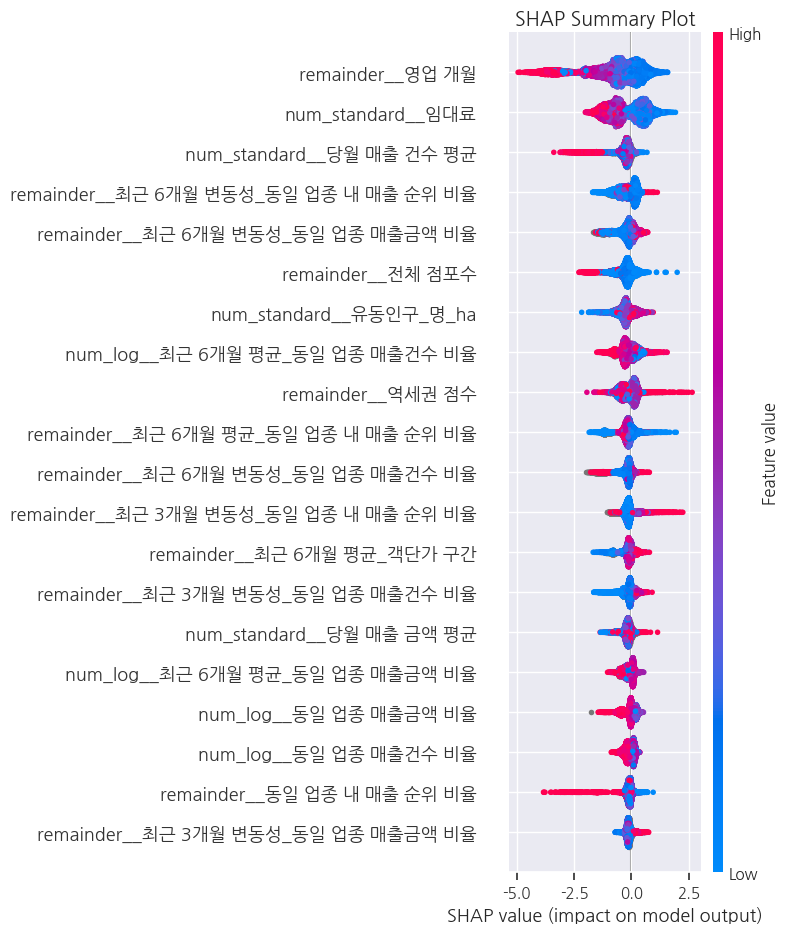 SHAP Summary Plot
High
remainder__영업 개월
num_standard__임대료
num_standard__당월 매출 건수 평균
remainder__최근 6개월 변동성_동일 업종 내 매출 순위 비율
remainder__최근 6개월 변동성_동일 업종 매출금액 비율
remainder__전체 점포수
num_standard__유동인구_명_ha
num_log__최근 6개월 평균_동일 업종 매출건수 비율
remainder__역세권 점수
remainder__최근 6개월 평균_동일 업종 내 매출 순위 비율
remainder__최근 6개월 변동성_동일 업종 매출건수 비율
remainder__최근 3개월 변동성_동일 업종 내 매출 순위 비율
remainder__최근 6개월 평균_객단가 구간
remainder__최근 3개월 변동성_동일 업종 매출건수 비율
num_standard__당월 매출 금액 평균
num_log__최근 6개월 평균_동일 업종 매출금액 비율
num_log__동일 업종 매출금액 비율
num_log__동일 업종 매출건수 비율
remainder__동일 업종 내 매출 순위 비율
remainder__최근 3개월 변동성_동일 업종 매출금액 비율
Feature value
Low
-5.0 -2.5 0.0 2.5
SHAP value (impact on model output)